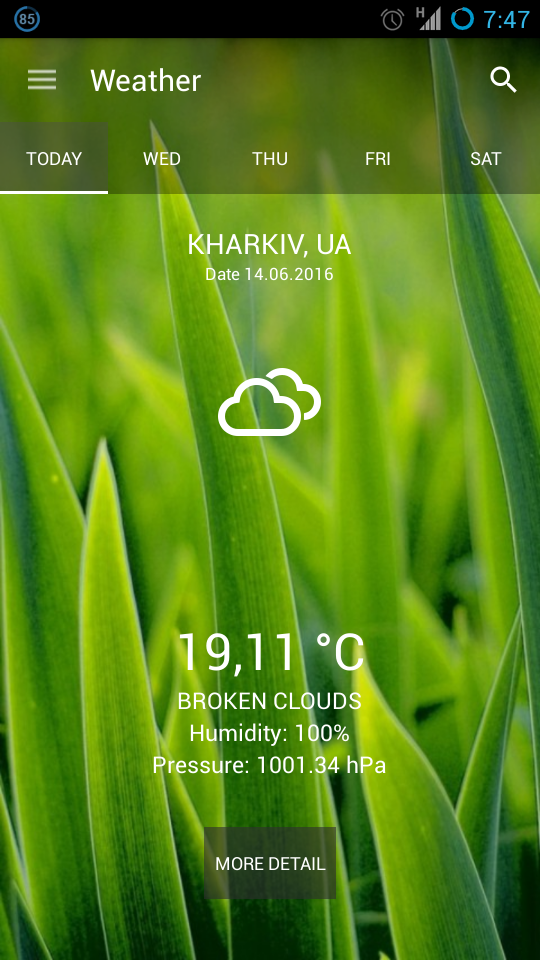 85
H
7:47
Weather
TODAY
WED
THU
FRI
SAT
KHARKIV, UA
Date 14.06.2016
19,11 °C
BROKEN CLOUDS
Humidity: 100%
Pressure: 1001.34 hPa
MORE DETAIL